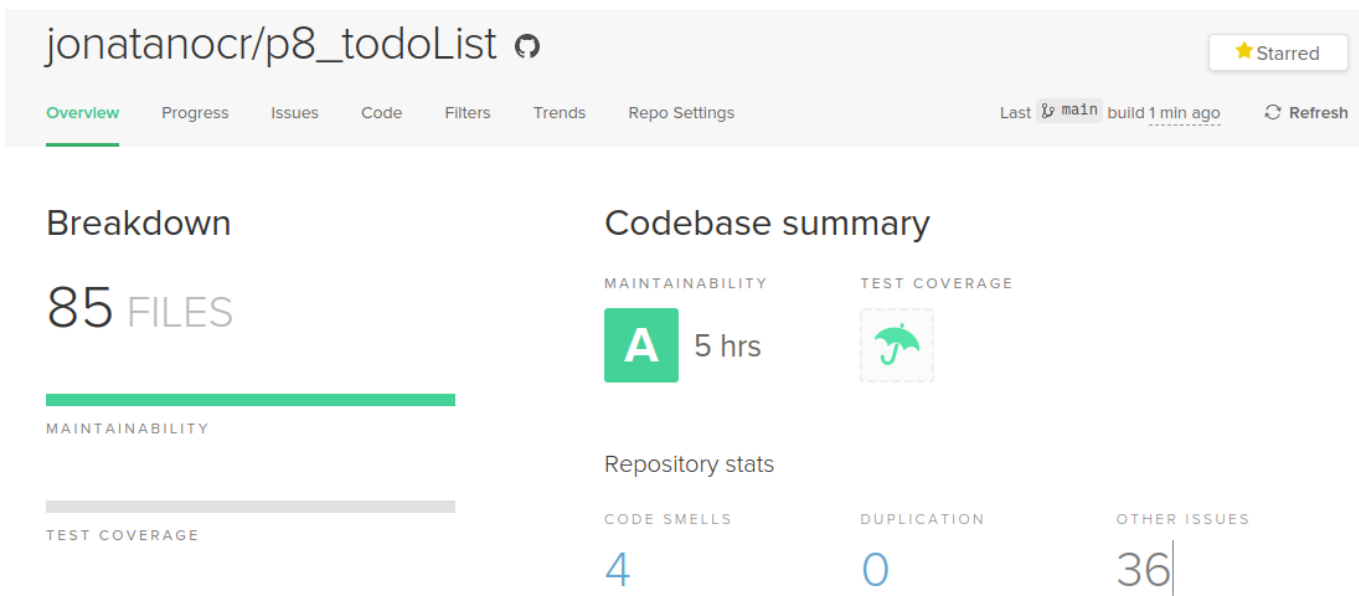 jonatanocr/p8_todoList
Starred
Overview Progress Issues Code Filters Trends Repo Settings Last main build 1 min ago Refresh
Breakdown
85 FILES
MAINTAINABILITY
TEST COVERAGE
Codebase summary
MAINTAINABILITY TEST COVERAGE
A 5 hrs
Repository stats
CODE SMELLS DUPLICATION OTHER ISSUES
4 0 36